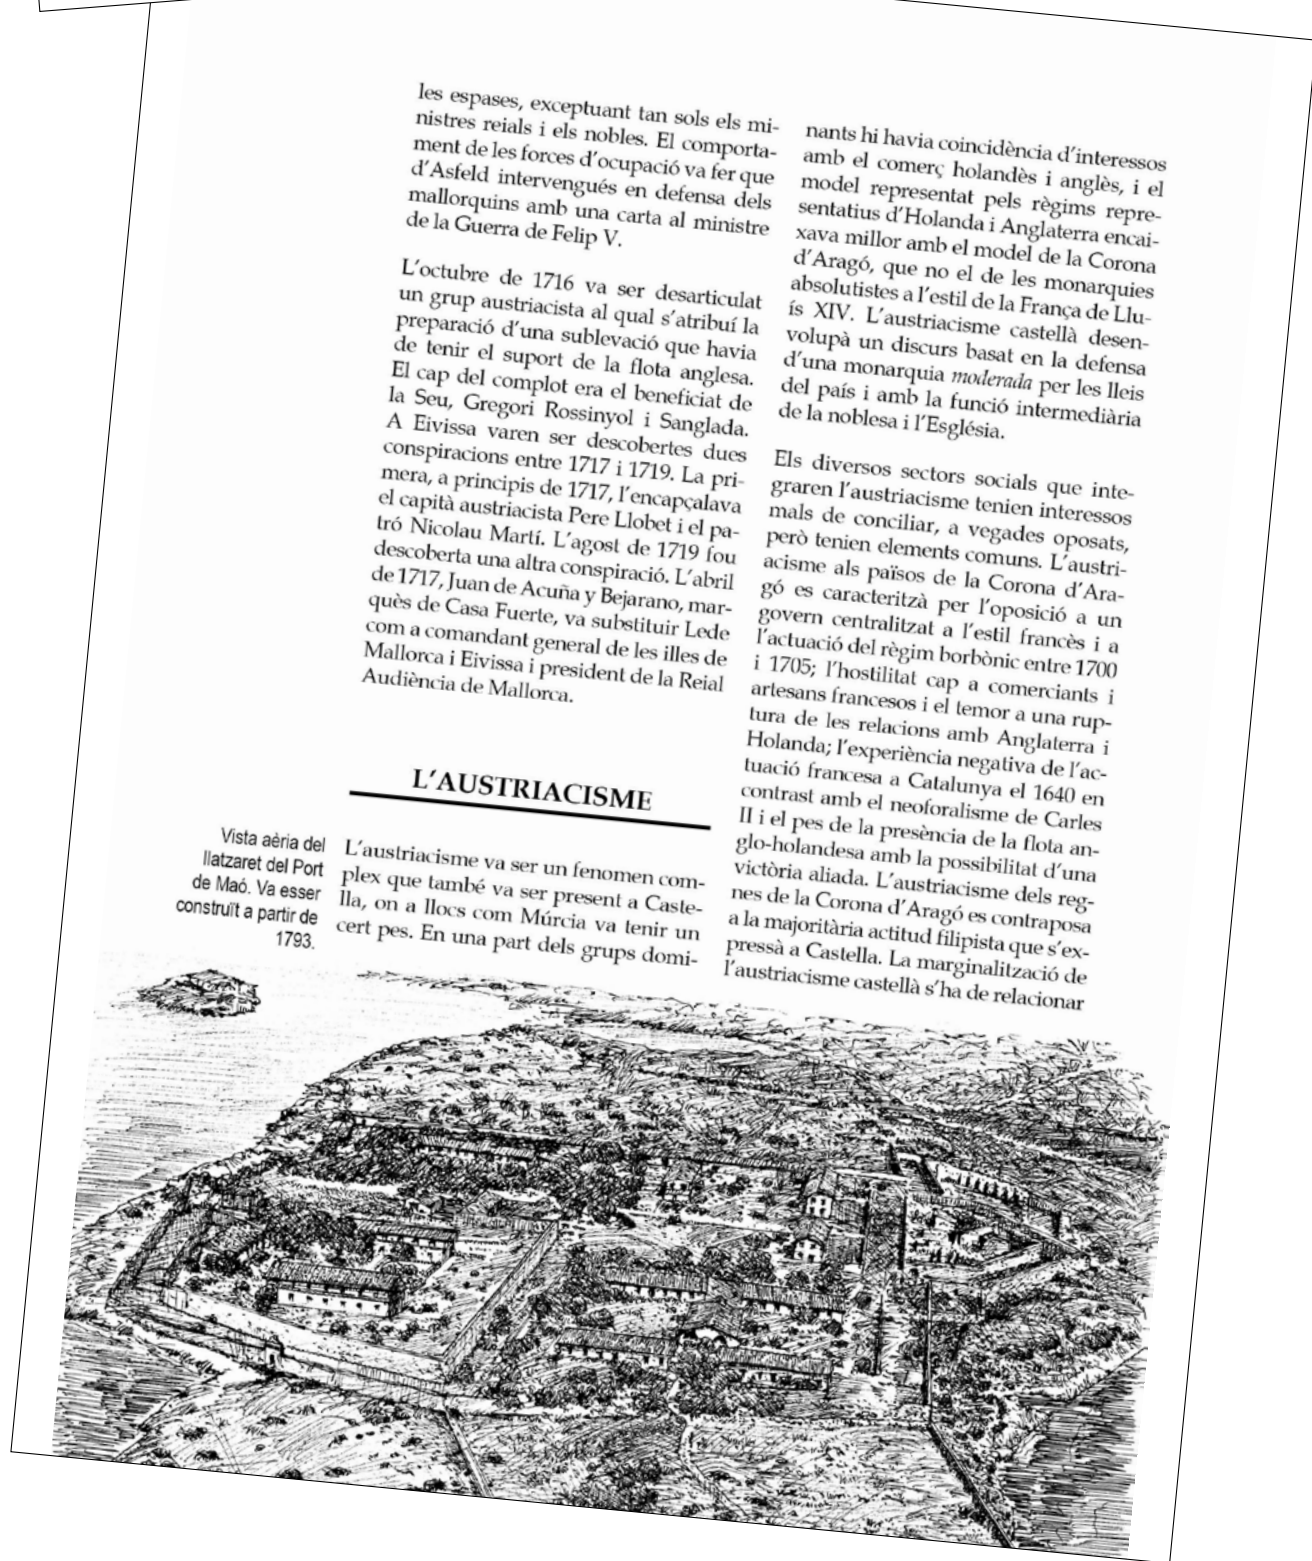 les espases, exceptuant tan sols els mi-
nistres reials i els nobles. El comporta-
ment de les forces d'ocupació va fer que
d'Asfeld intervengués en defensa dels
mallorquins amb una carta al ministre
de la Guerra de Felip V.
L'octubre de 1716 va ser desarticulat
un grup austriacista al qual s'atribuí la
preparació d'una sublevació que havia
de tenir el suport de la flota anglesa.
El cap del complot era el beneficiat de
la Seu, Gregori Rossinyol i Sanglada.
A Eivissa varen ser descobertes dues
conspiracions entre 1717 i 1719. La pri-
mera, a principis de 1717, l'encapçalava
el capità austriacista Pere Llobet i el pa-
tró Nicolau Martí. L'agost de 1719 fou
descoberta una altra conspiració. L'abril
de 1717, Juan de Acuña y Bejarano, mar-
quès de Casa Fuerte, va substituir Lede
com a comandant general de les illes de
Mallorca i Eivissa i president de la Reial
Audiència de Mallorca.
L'AUSTRIACISME
L'austriacisme va ser un fenomen com-
plex que també va ser present a Caste-
lla, on a llocs com Múrcia va tenir un
cert pes. En una part dels grups domi-
nants hi havia coincidència d'interessos
amb el comerç holandès i anglès, i el
model representat pels règims repre-
sentatius d'Holanda i Anglaterra encai-
xava millor amb el model de la Corona
d'Aragó, que no el de les monarquies
absolutistes a l'estil de la França de Llu-
ís XIV. L'austriacisme castellà desen-
volupà un discurs basat en la defensa
d'una monarquia moderada per les lleis
del país i amb la funció intermediària
de la noblesa i l'Església.
Els diversos sectors socials que inte-
graren l'austriacisme tenien interessos
mals de conciliar, a vegades oposats,
però tenien elements comuns. L'austri-
acisme als països de la Corona d'Ara-
gó es caracteritzà per l'oposició a un
govern centralitzat a l'estil francès i a
l'actuació del règim borbònic entre 1700
i 1705; l'hostilitat cap a comerciants i
artesans francesos i el temor a una rup-
tura de les relacions amb Anglaterra i
Holanda; l'experiència negativa de l'ac-
tuació francesa a Catalunya el 1640 en
contrast amb el neoforalisme de Carles
II i el pes de la presència de la flota an-
glo-holandesa amb la possibilitat d'una
victòria aliada. L'austriacisme dels reg-
nes de la Corona d'Aragó es contraposa
a la majoritària actitud filipista que s'ex-
pressà a Castella. La marginalització de
l'austriacisme castellà s'ha de relacionar
Vista aèria del
llatzaret del Port
de Maó. Va esser
construït a partir de
1793.